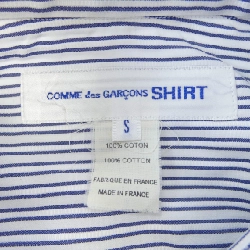 COMME des GARÇONS SHIRT
S
100% COTON
100% COTTON
FABRIQUE EN FRANCE
MADE IN FRANCE